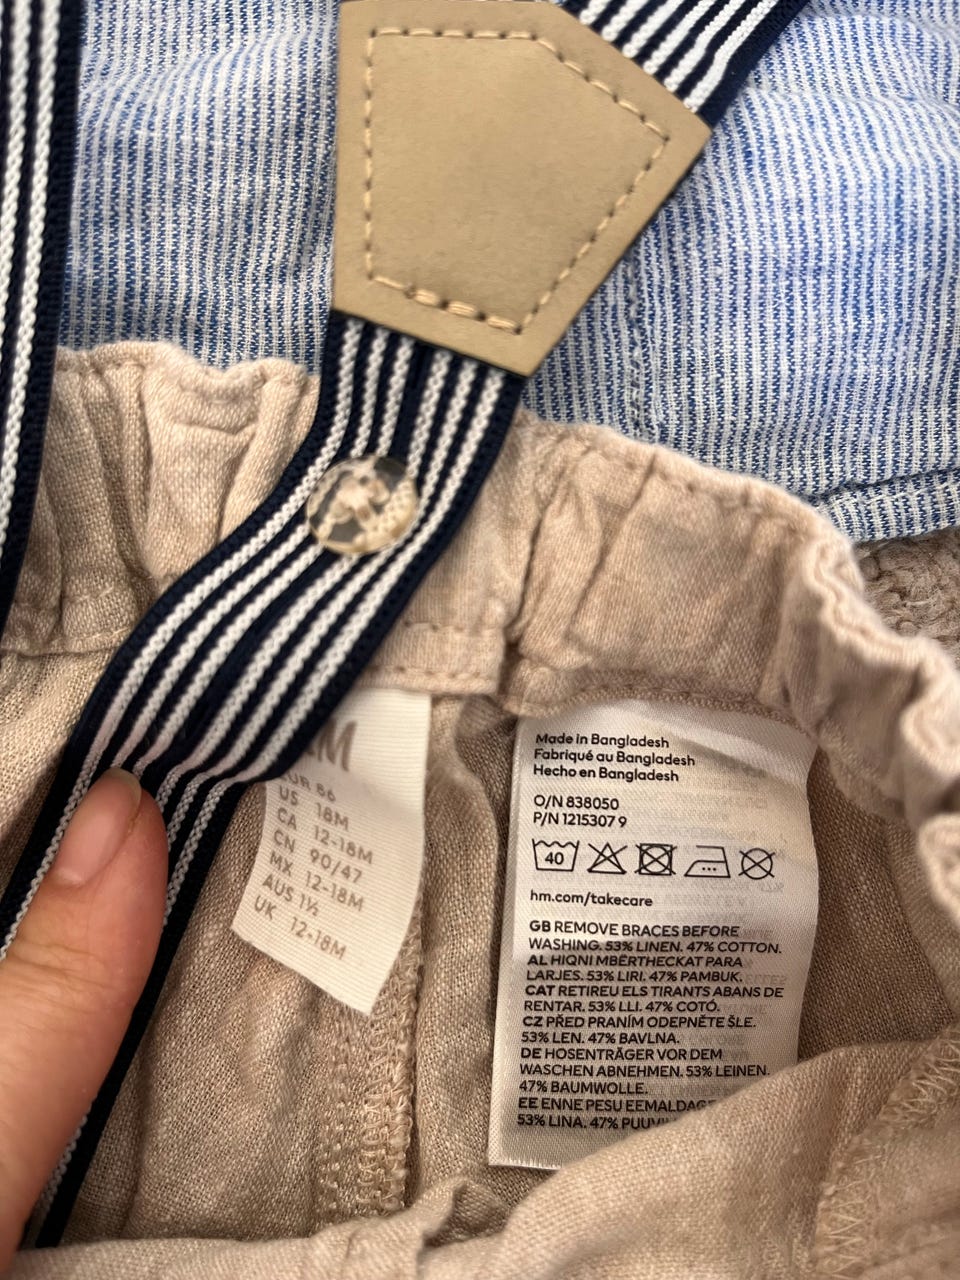 EUR 86
US 18M
CA 12-18M
CN 90/47
MX 12-18M
AUS 1½
UK 12-18M
Made in Bangladesh
Fabriqué au Bangladesh
Hecho en Bangladesh
O/N 838050
P/N 1215307 9
40
hm.com/takecare
GB REMOVE BRACES BEFORE
WASHING. 53% LINEN. 47% COTTON.
AL HIQNI MBËRTHECKAT PARA
LARJES. 53% LIRI. 47% PAMBUK.
CAT RETIREU ELS TIRANTS ABANS DE
RENTAR. 53% LLI. 47% COTÓ.
CZ PŘED PRANÍM ODEPNĚTE ŠLE.
53% LEN. 47% BAVLNA.
DE HOSENTRÄGER VOR DEM
WASCHEN ABNEHMEN. 53% LEINEN.
47% BAUMWOLLE.
EE ENNE PESU EEMALDAGE
53% LINA. 47%